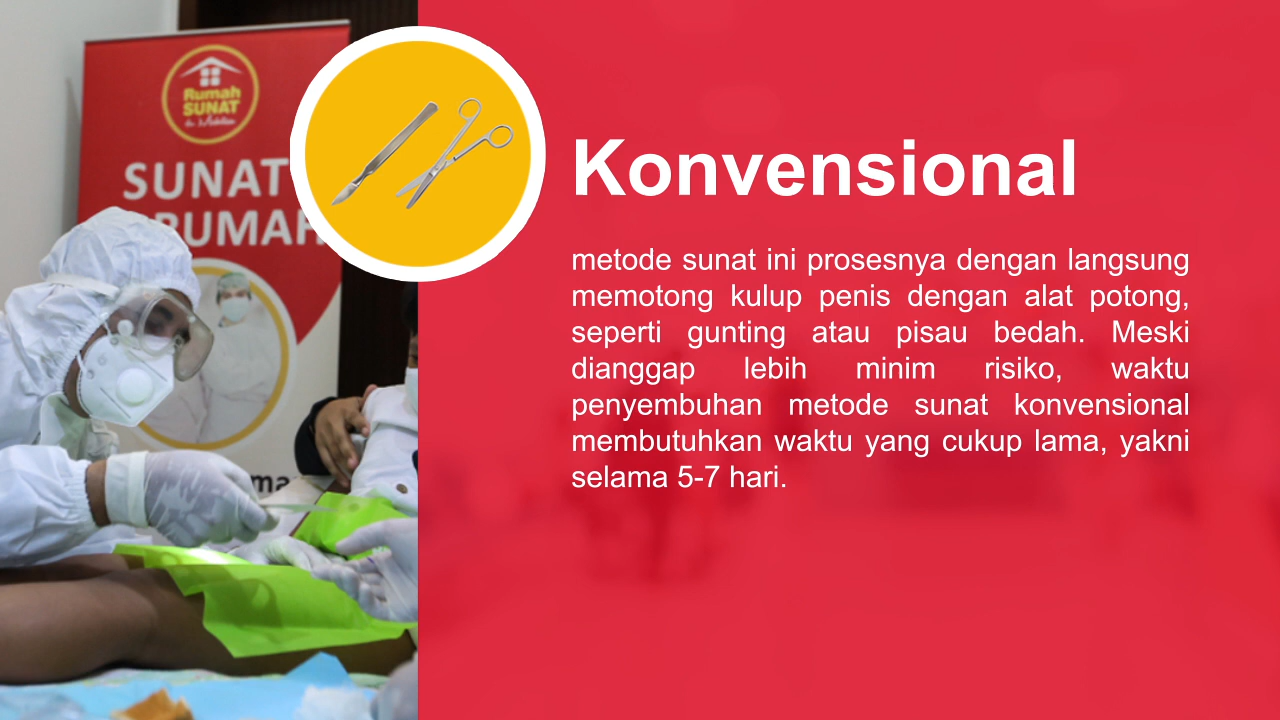 Rumah
SUNAT
SUNAT
RUMAH
Konvensional
metode sunat ini prosesnya dengan langsung
memotong kulup penis dengan alat potong,
seperti gunting atau pisau bedah. Meski
dianggap lebih minim risiko, waktu
penyembuhan metode sunat konvensional
membutuhkan waktu yang cukup lama, yakni
selama 5-7 hari.